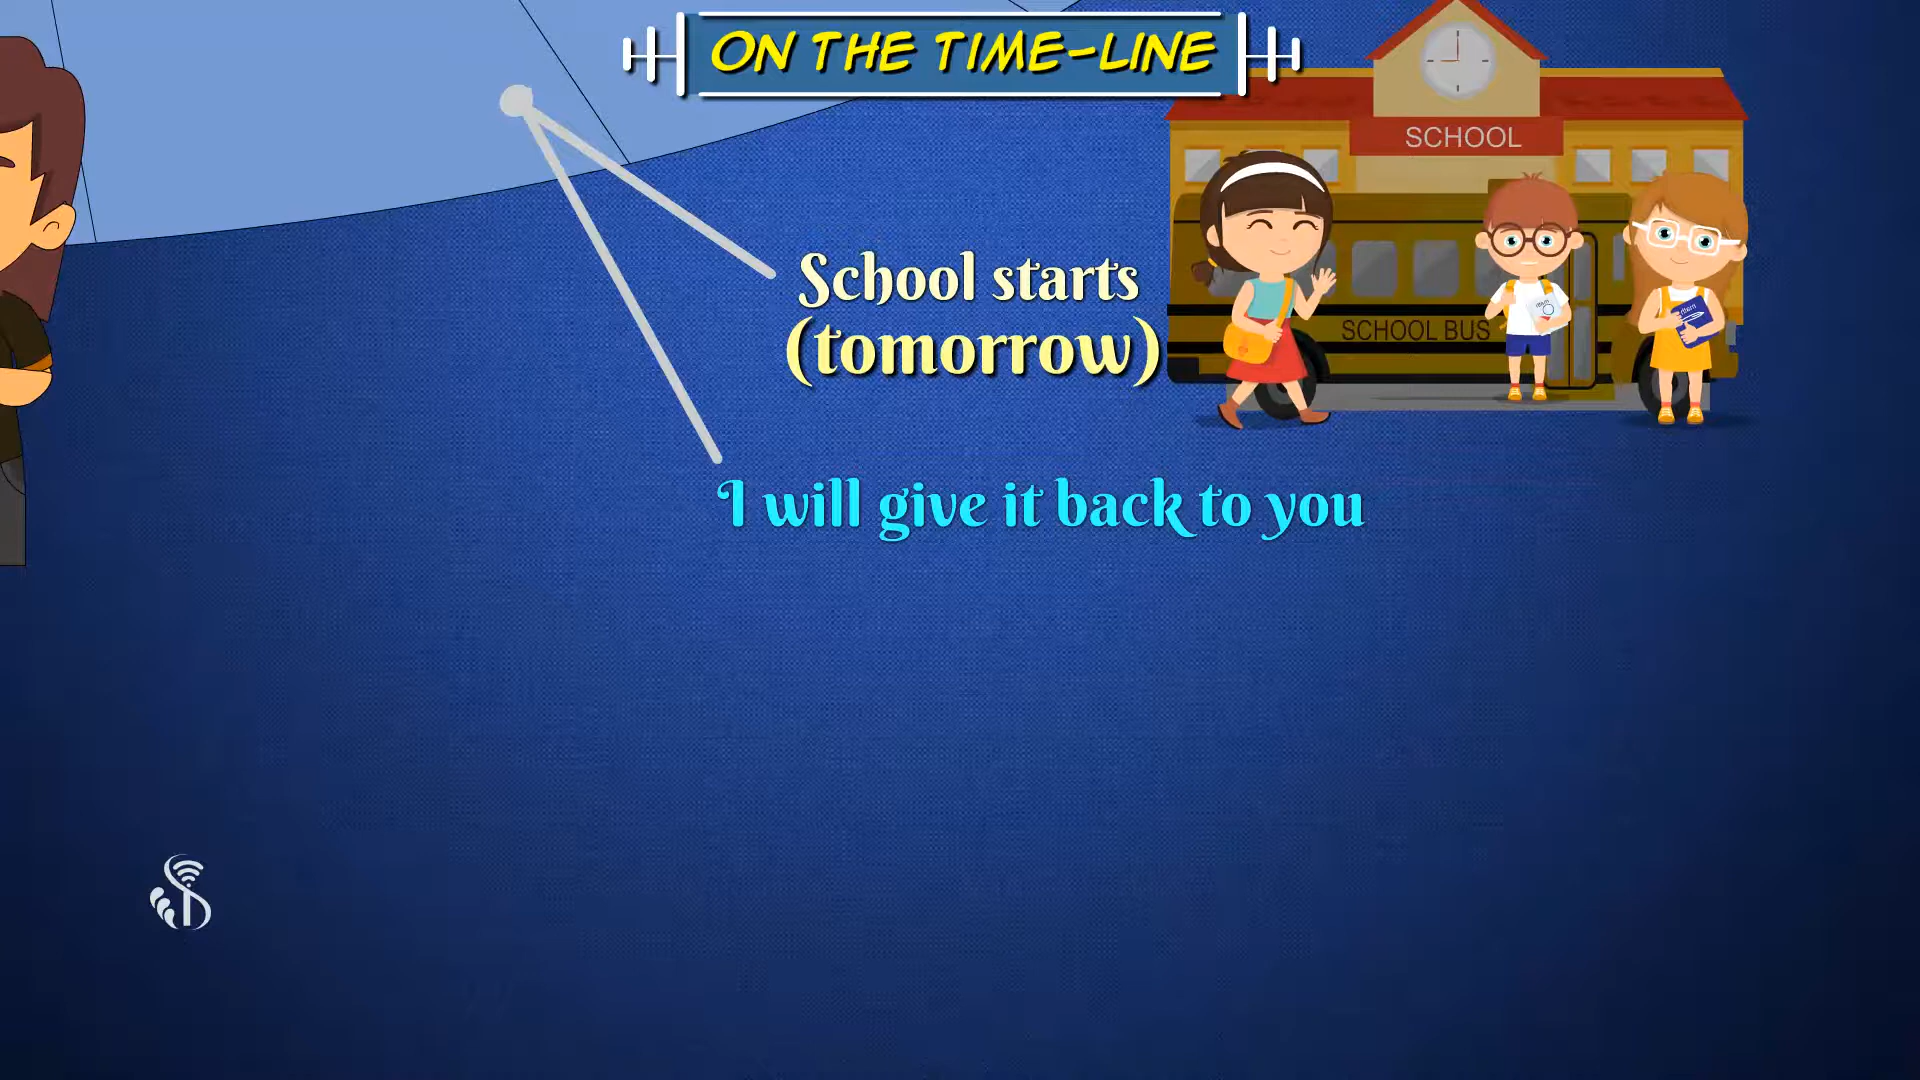 ON THE TIME-LINE
SCHOOL
School starts
(tomorrow)
SCHOOL BUS
I will give it back to you